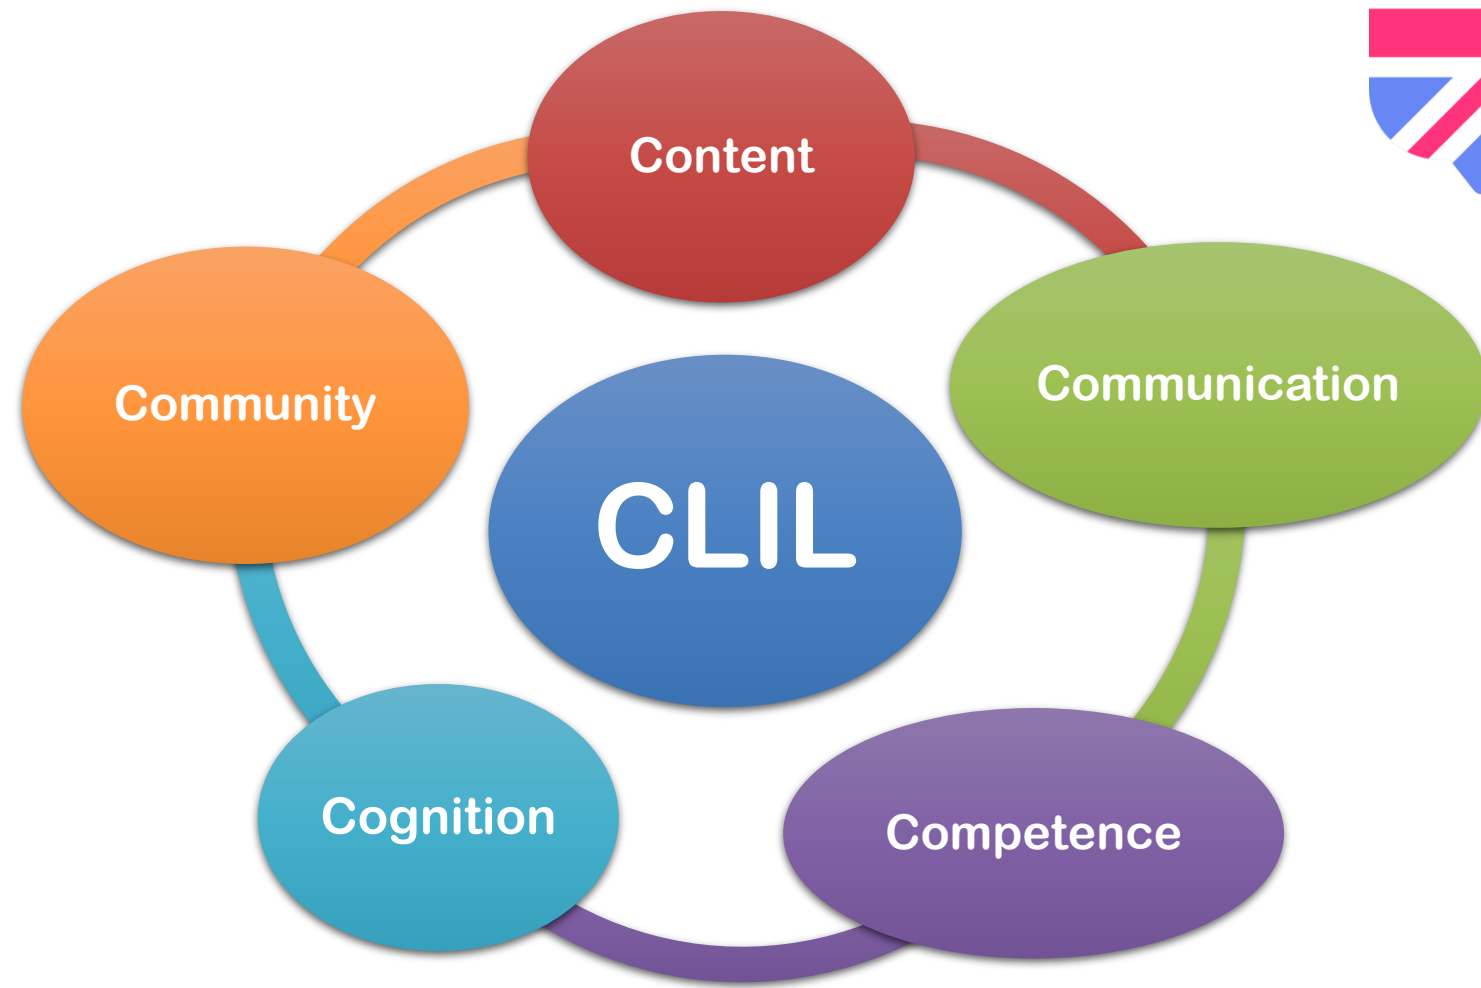 Content
Communication
Community
CLIL
Cognition
Competence